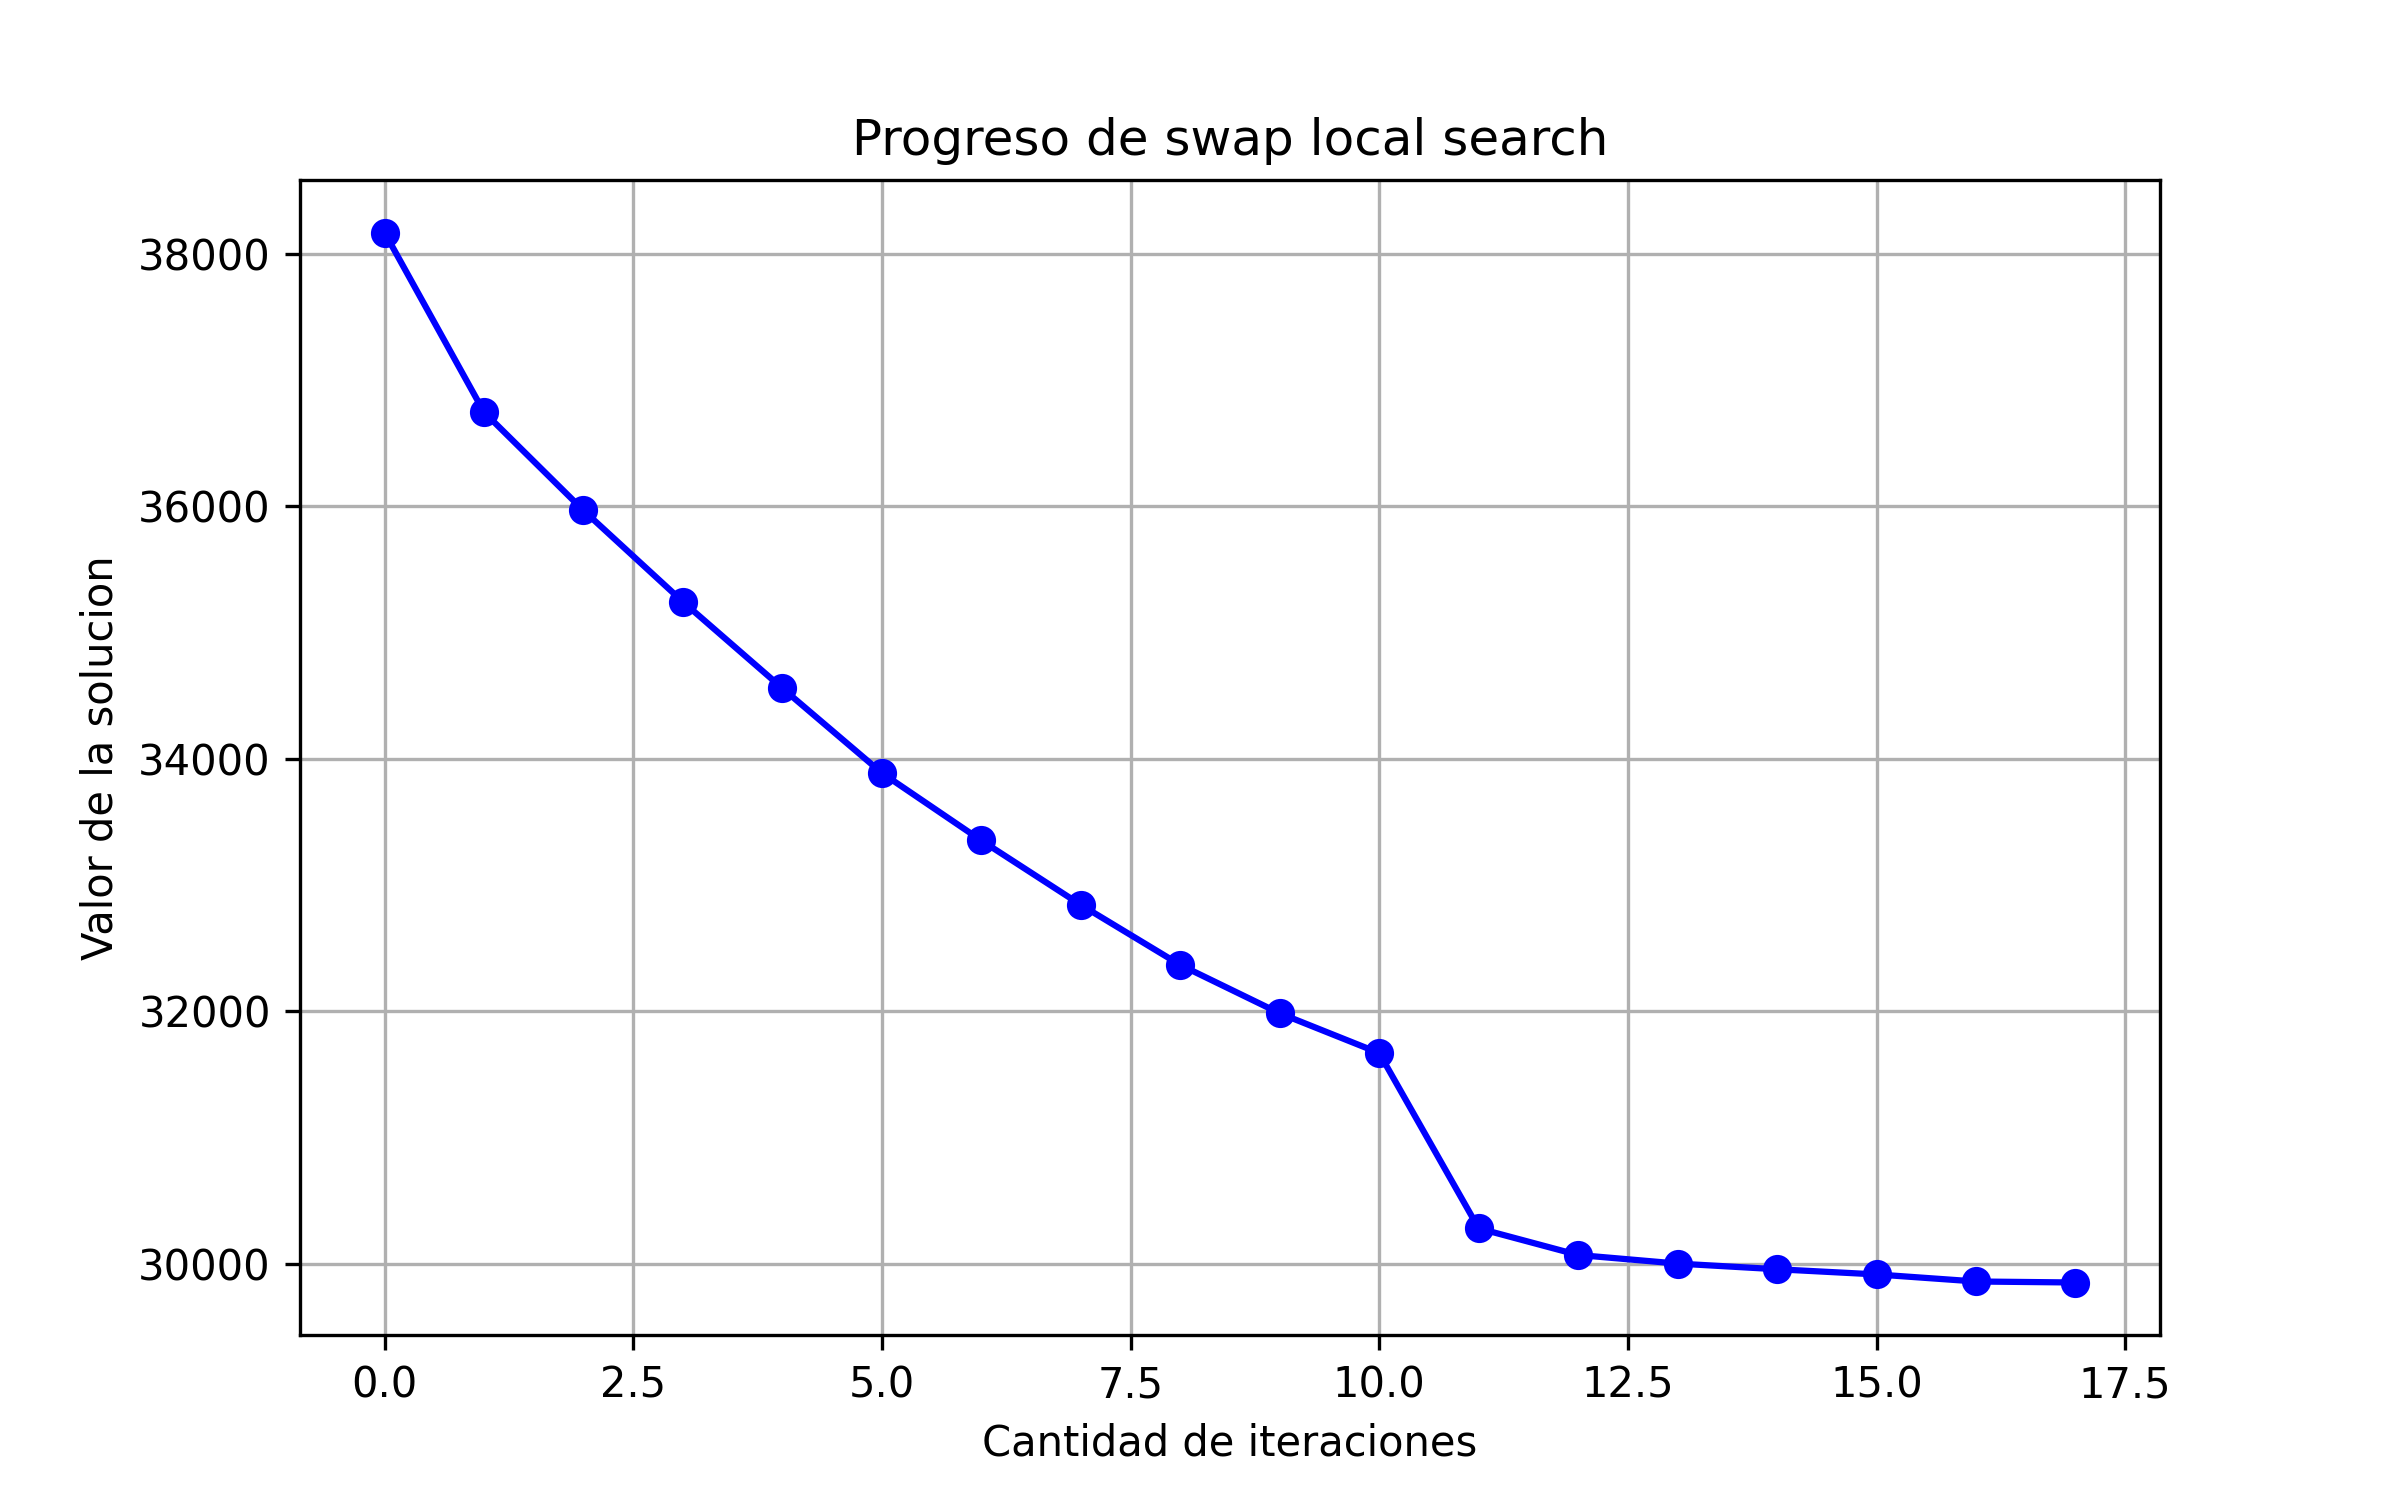 Progreso de swap local search
Valor de la solucion
38000
36000
34000
32000
30000
0.0 2.5 5.0 7.5 10.0 12.5 15.0 17.5
Cantidad de iteraciones